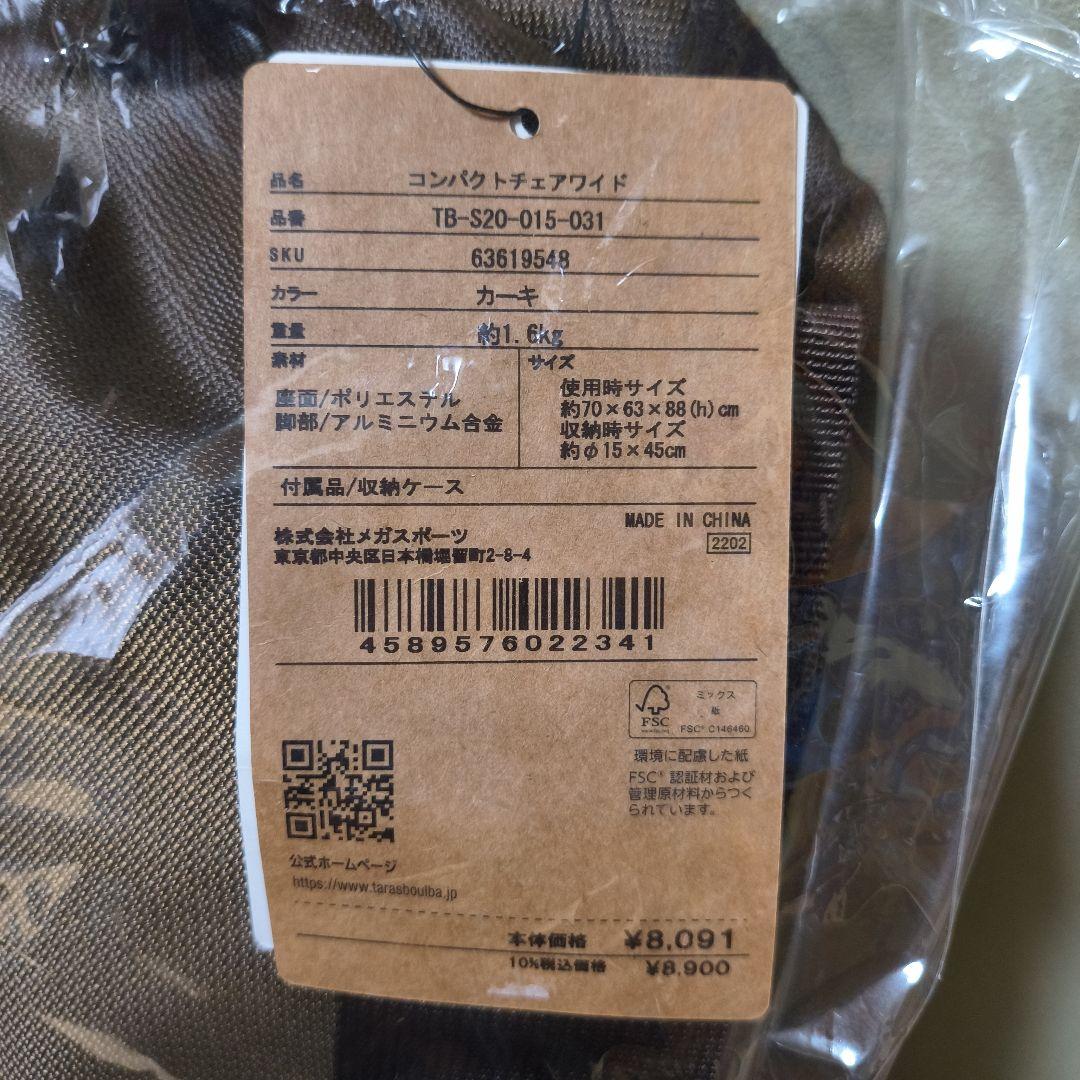 品名 コンパクトチェアワイド
品番 TB-S20-015-031
SKU 63619548
カラー カーキ
重量 約1.6kg
素材
座面/ポリエステル
脚部/アルミニウム合金
サイズ
使用時サイズ
約70×63×88(h)cm
収納時サイズ
約φ15×45cm
付属品/収納ケース
株式会社メガスポーツ
東京都中央区日本橋堀留町2-8-4
MADE IN CHINA
2202
4589576022341
FSC
ミックス
紙
FSC® C146460
環境に配慮した紙
FSC® 認証材および
管理原材料からつく
られています。
公式ホームページ
https://www.tarasboulba.jp
本体価格 ¥8,091
10%税込価格 ¥8,900